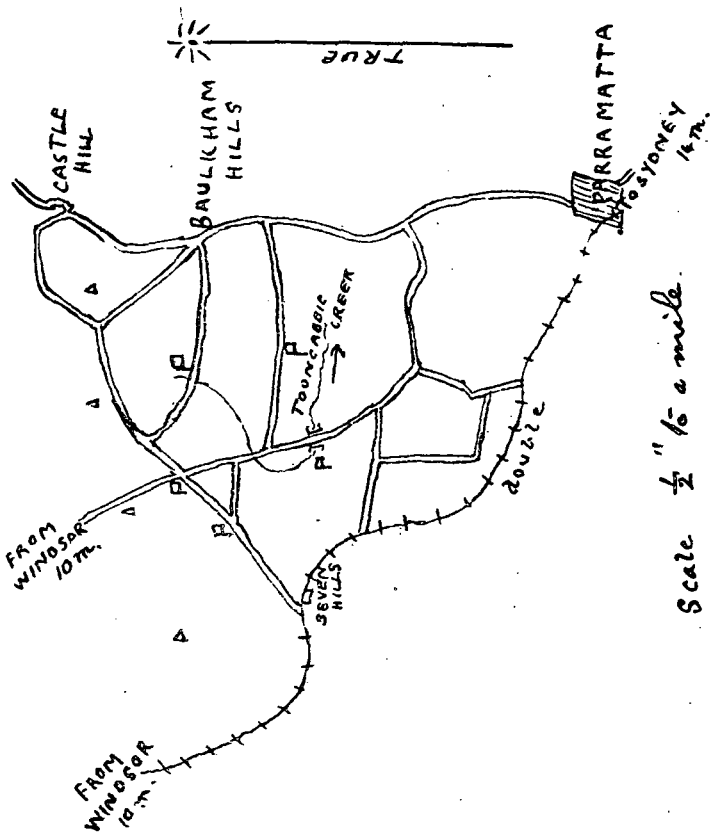 TRUE
CASTLE
HILL
BAULKHAM
HILLS
PARRAMATTA
TO SYDNEY
14 m.
TOONGABBIE
CREEK
FROM
WINDSOR
10 m.
SEVEN
HILLS
double
FROM
WINDSOR
10 m.
Scale ½" to a mile.